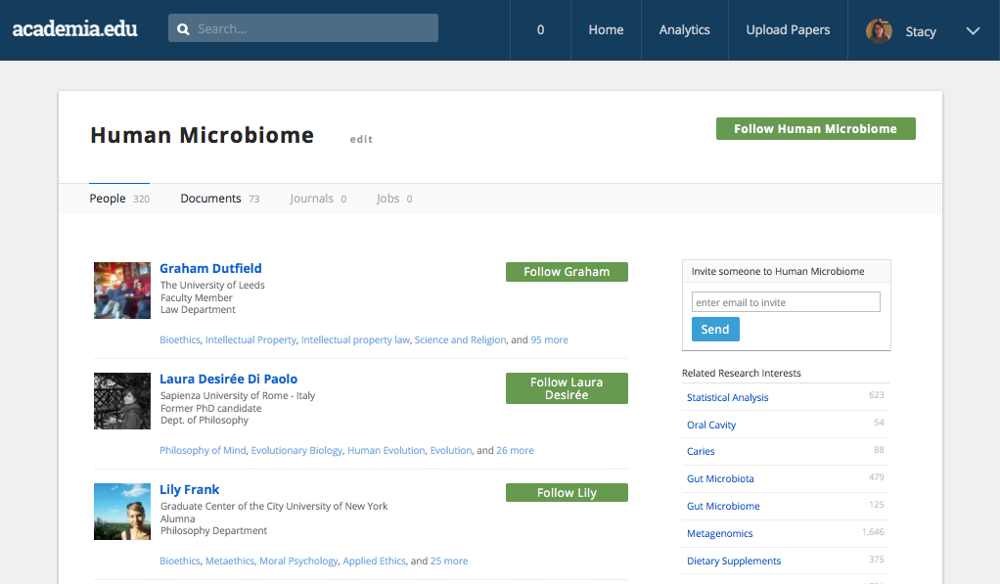 academia.edu
Search...
0
Home
Analytics
Upload Papers
Stacy
Human Microbiome
edit
Follow Human Microbiome
People 320
Documents 73
Journals 0
Jobs 0
Graham Dutfield
The University of Leeds
Faculty Member
Law Department
Bioethics, Intellectual Property, Intellectual property law, Science and Religion, and 95 more
Follow Graham
Laura Desirée Di Paolo
Sapienza University of Rome - Italy
Former PhD candidate
Dept. of Philosophy
Philosophy of Mind, Evolutionary Biology, Human Evolution, Evolution, and 26 more
Follow Laura
Desirée
Lily Frank
Graduate Center of the City University of New York
Alumna
Philosophy Department
Bioethics, Metaethics, Moral Psychology, Applied Ethics, and 25 more
Follow Lily
Invite someone to Human Microbiome
enter email to invite
Send
Related Research Interests
Statistical Analysis 623
Oral Cavity 54
Caries 88
Gut Microbiota 479
Gut Microbiome 125
Metagenomics 1,646
Dietary Supplements 375